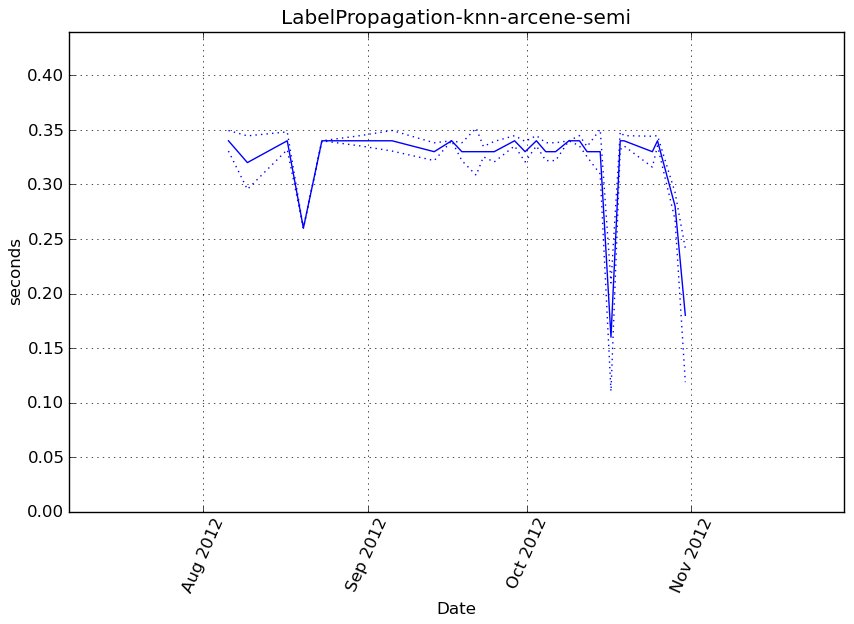 LabelPropagation-knn-arcene-semi
0.40
0.35
0.30
0.25
0.20
0.15
0.10
0.05
0.00
seconds
Aug 2012
Sep 2012
Oct 2012
Nov 2012
Date